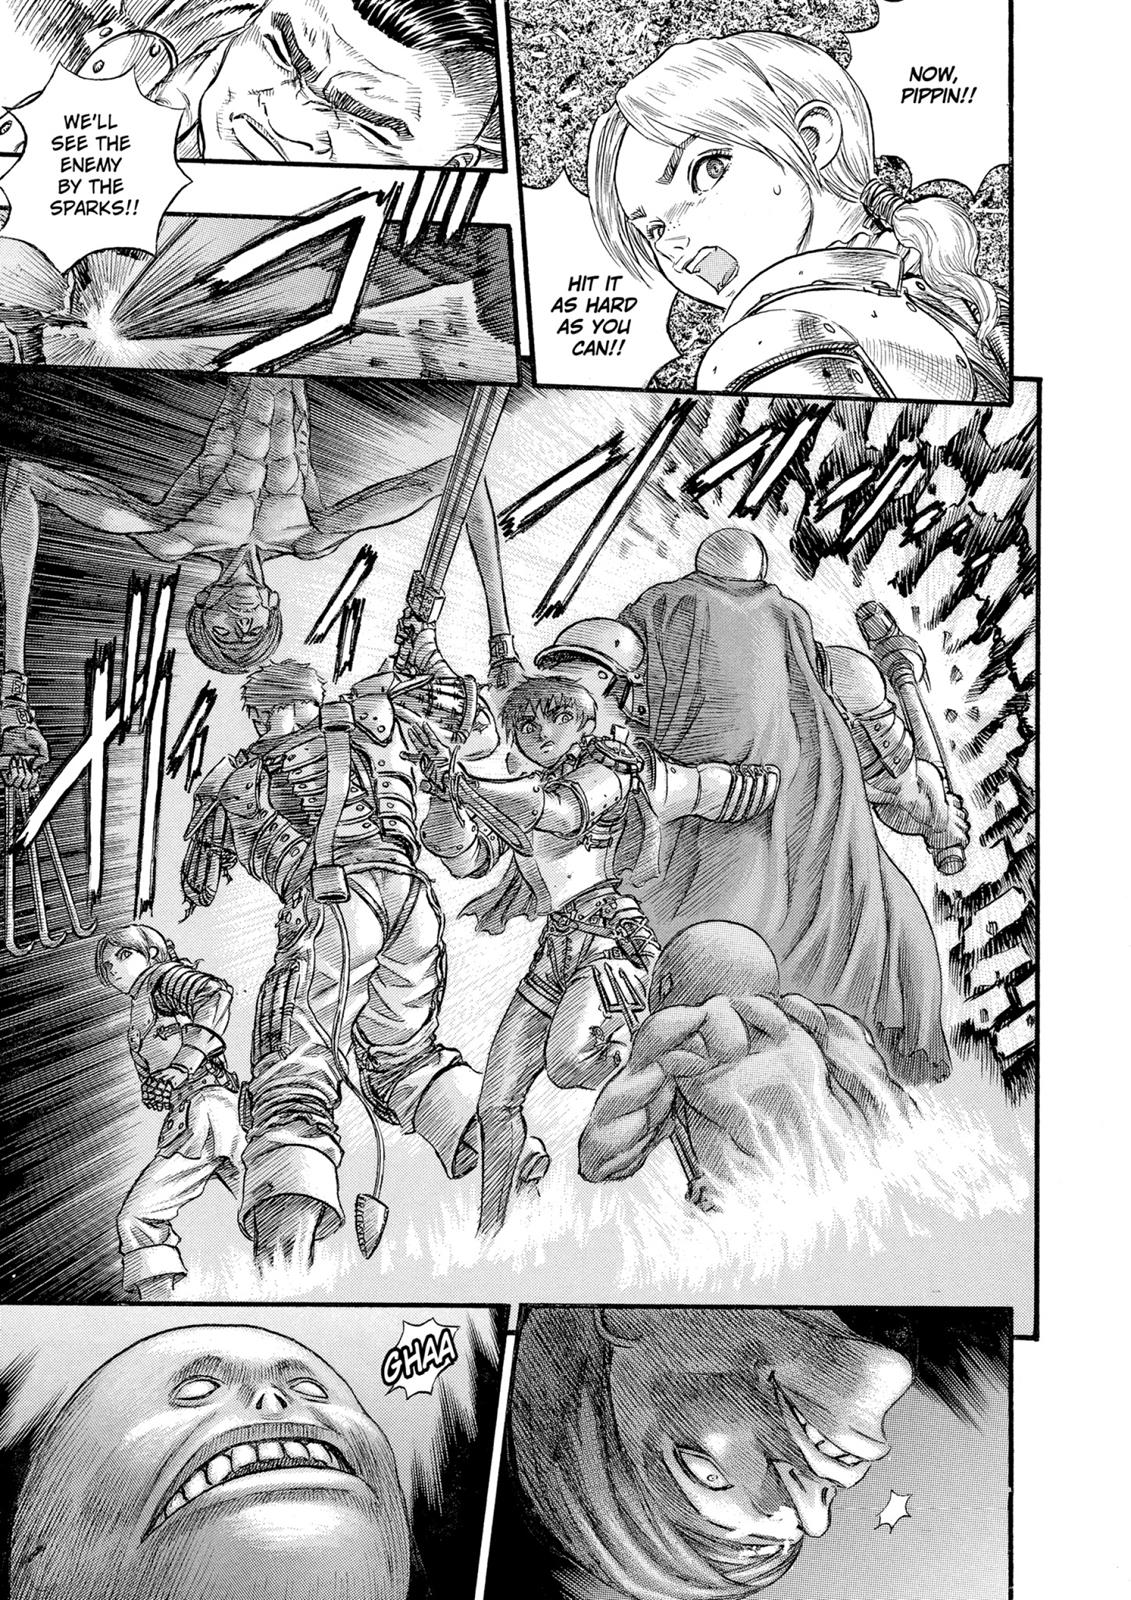 NOW,
PIPPIN!!
HIT IT
AS HARD
AS YOU
CAN!!
WE'LL
SEE THE
ENEMY
BY THE
SPARKS!!
GHAA